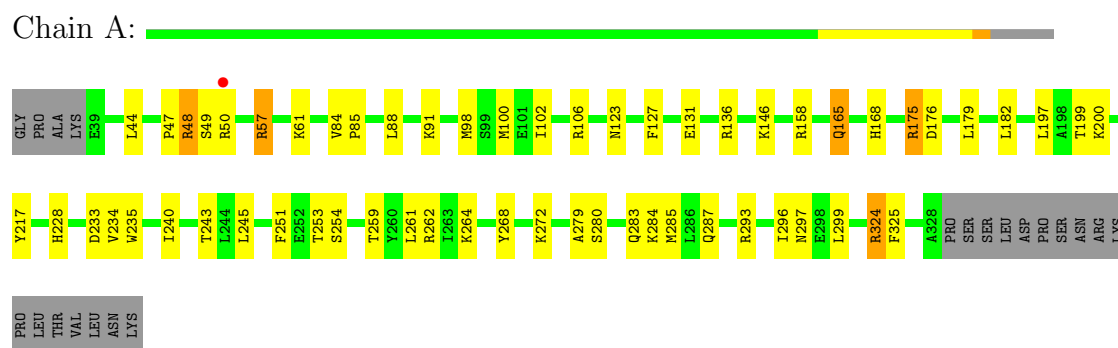 Chain A:
GLY PRO ALA LYS E39 L44 P47 R48 S49 R50 R57 K61 V84 P85 L88 K91 M98 S99 M100 E101 I102 R106 N123 F127 E131 R136 K146 R158 Q165 H168 R175 D176 L179 L182 L197 A198 T199 K200
Y217 H228 D233 V234 W235 I240 T243 L244 L245 F251 E252 T253 S254 T259 Y260 L261 R262 I263 K264 Y268 K272 A279 S280 Q283 K284 M285 L286 Q287 R293 I296 N297 E298 L299 R324 F325 A328 PRO SER SER LEU ASP PRO SER ASN ARG LYS
PRO LEU THR VAL LEU ASN LYS